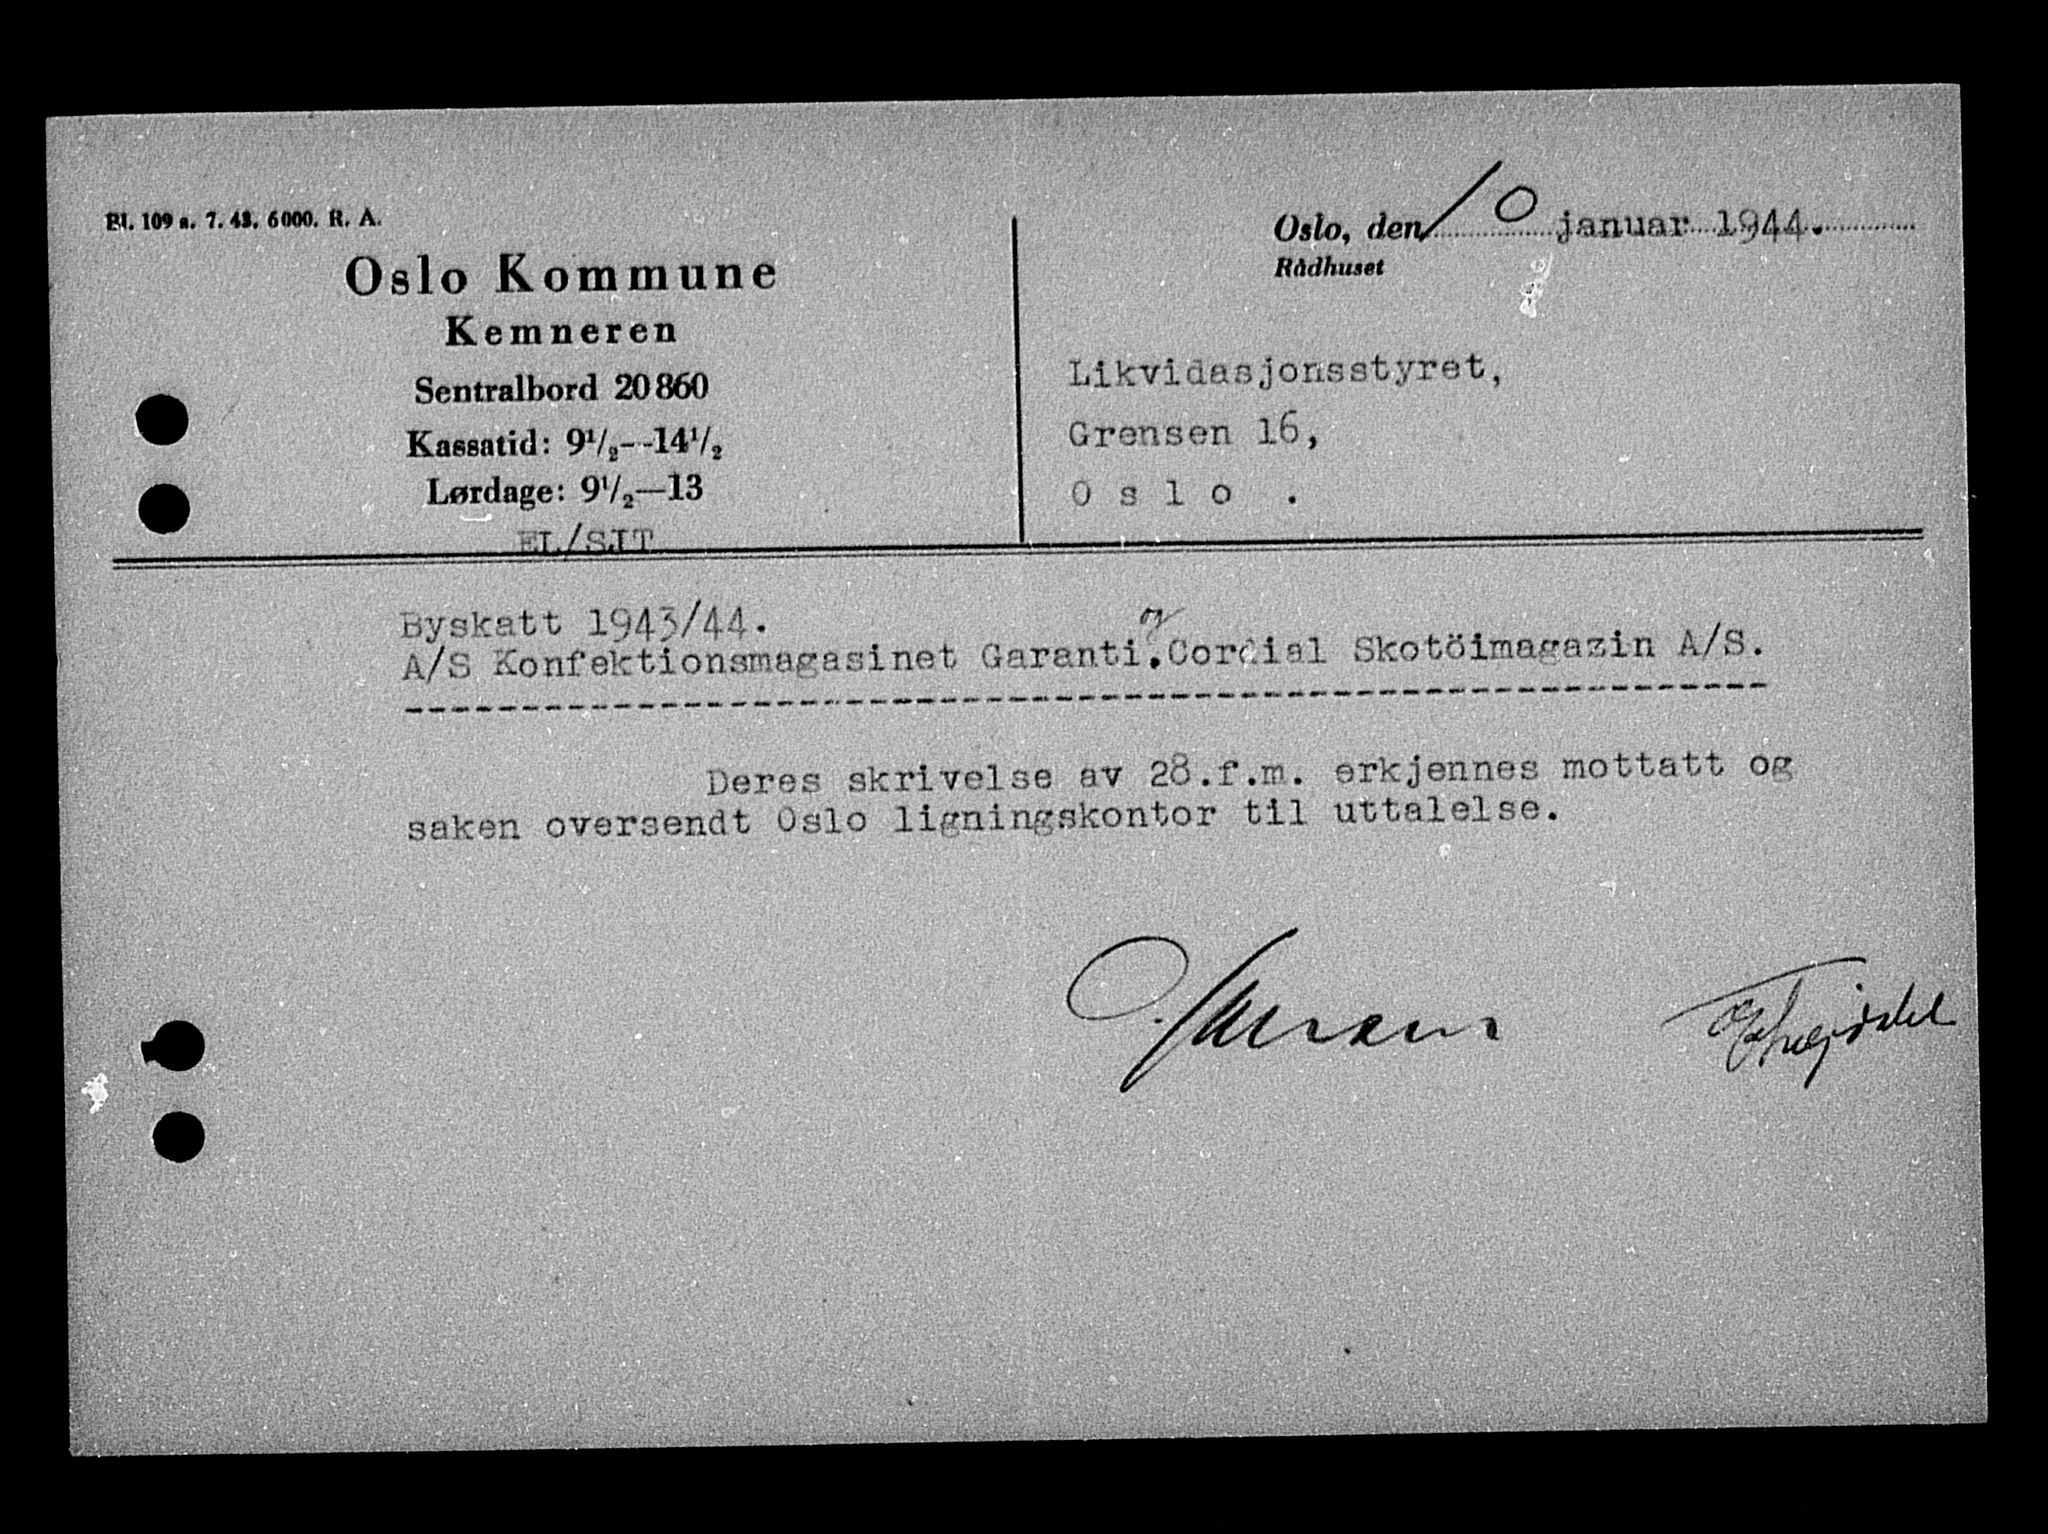 Bl. 109 a. 7. 43. 6000. R. A.
Oslo Kommune
Kemneren
Sentralbord 20860
Kassatid: 9½—14½
Lørdage: 9½—13
EL/SJT
Oslo, den 10 januar 1944.
Rådhuset
Likvidasjonsstyret,
Grensen 16,
Oslo .
Byskatt 1943/44.
A/S Konfektionsmagasinet Garanti. og Cordial Skotöimagazin A/S.
Deres skrivelse av 28.f.m. erkjennes mottatt og
saken oversendt Oslo ligningskontor til uttalelse.